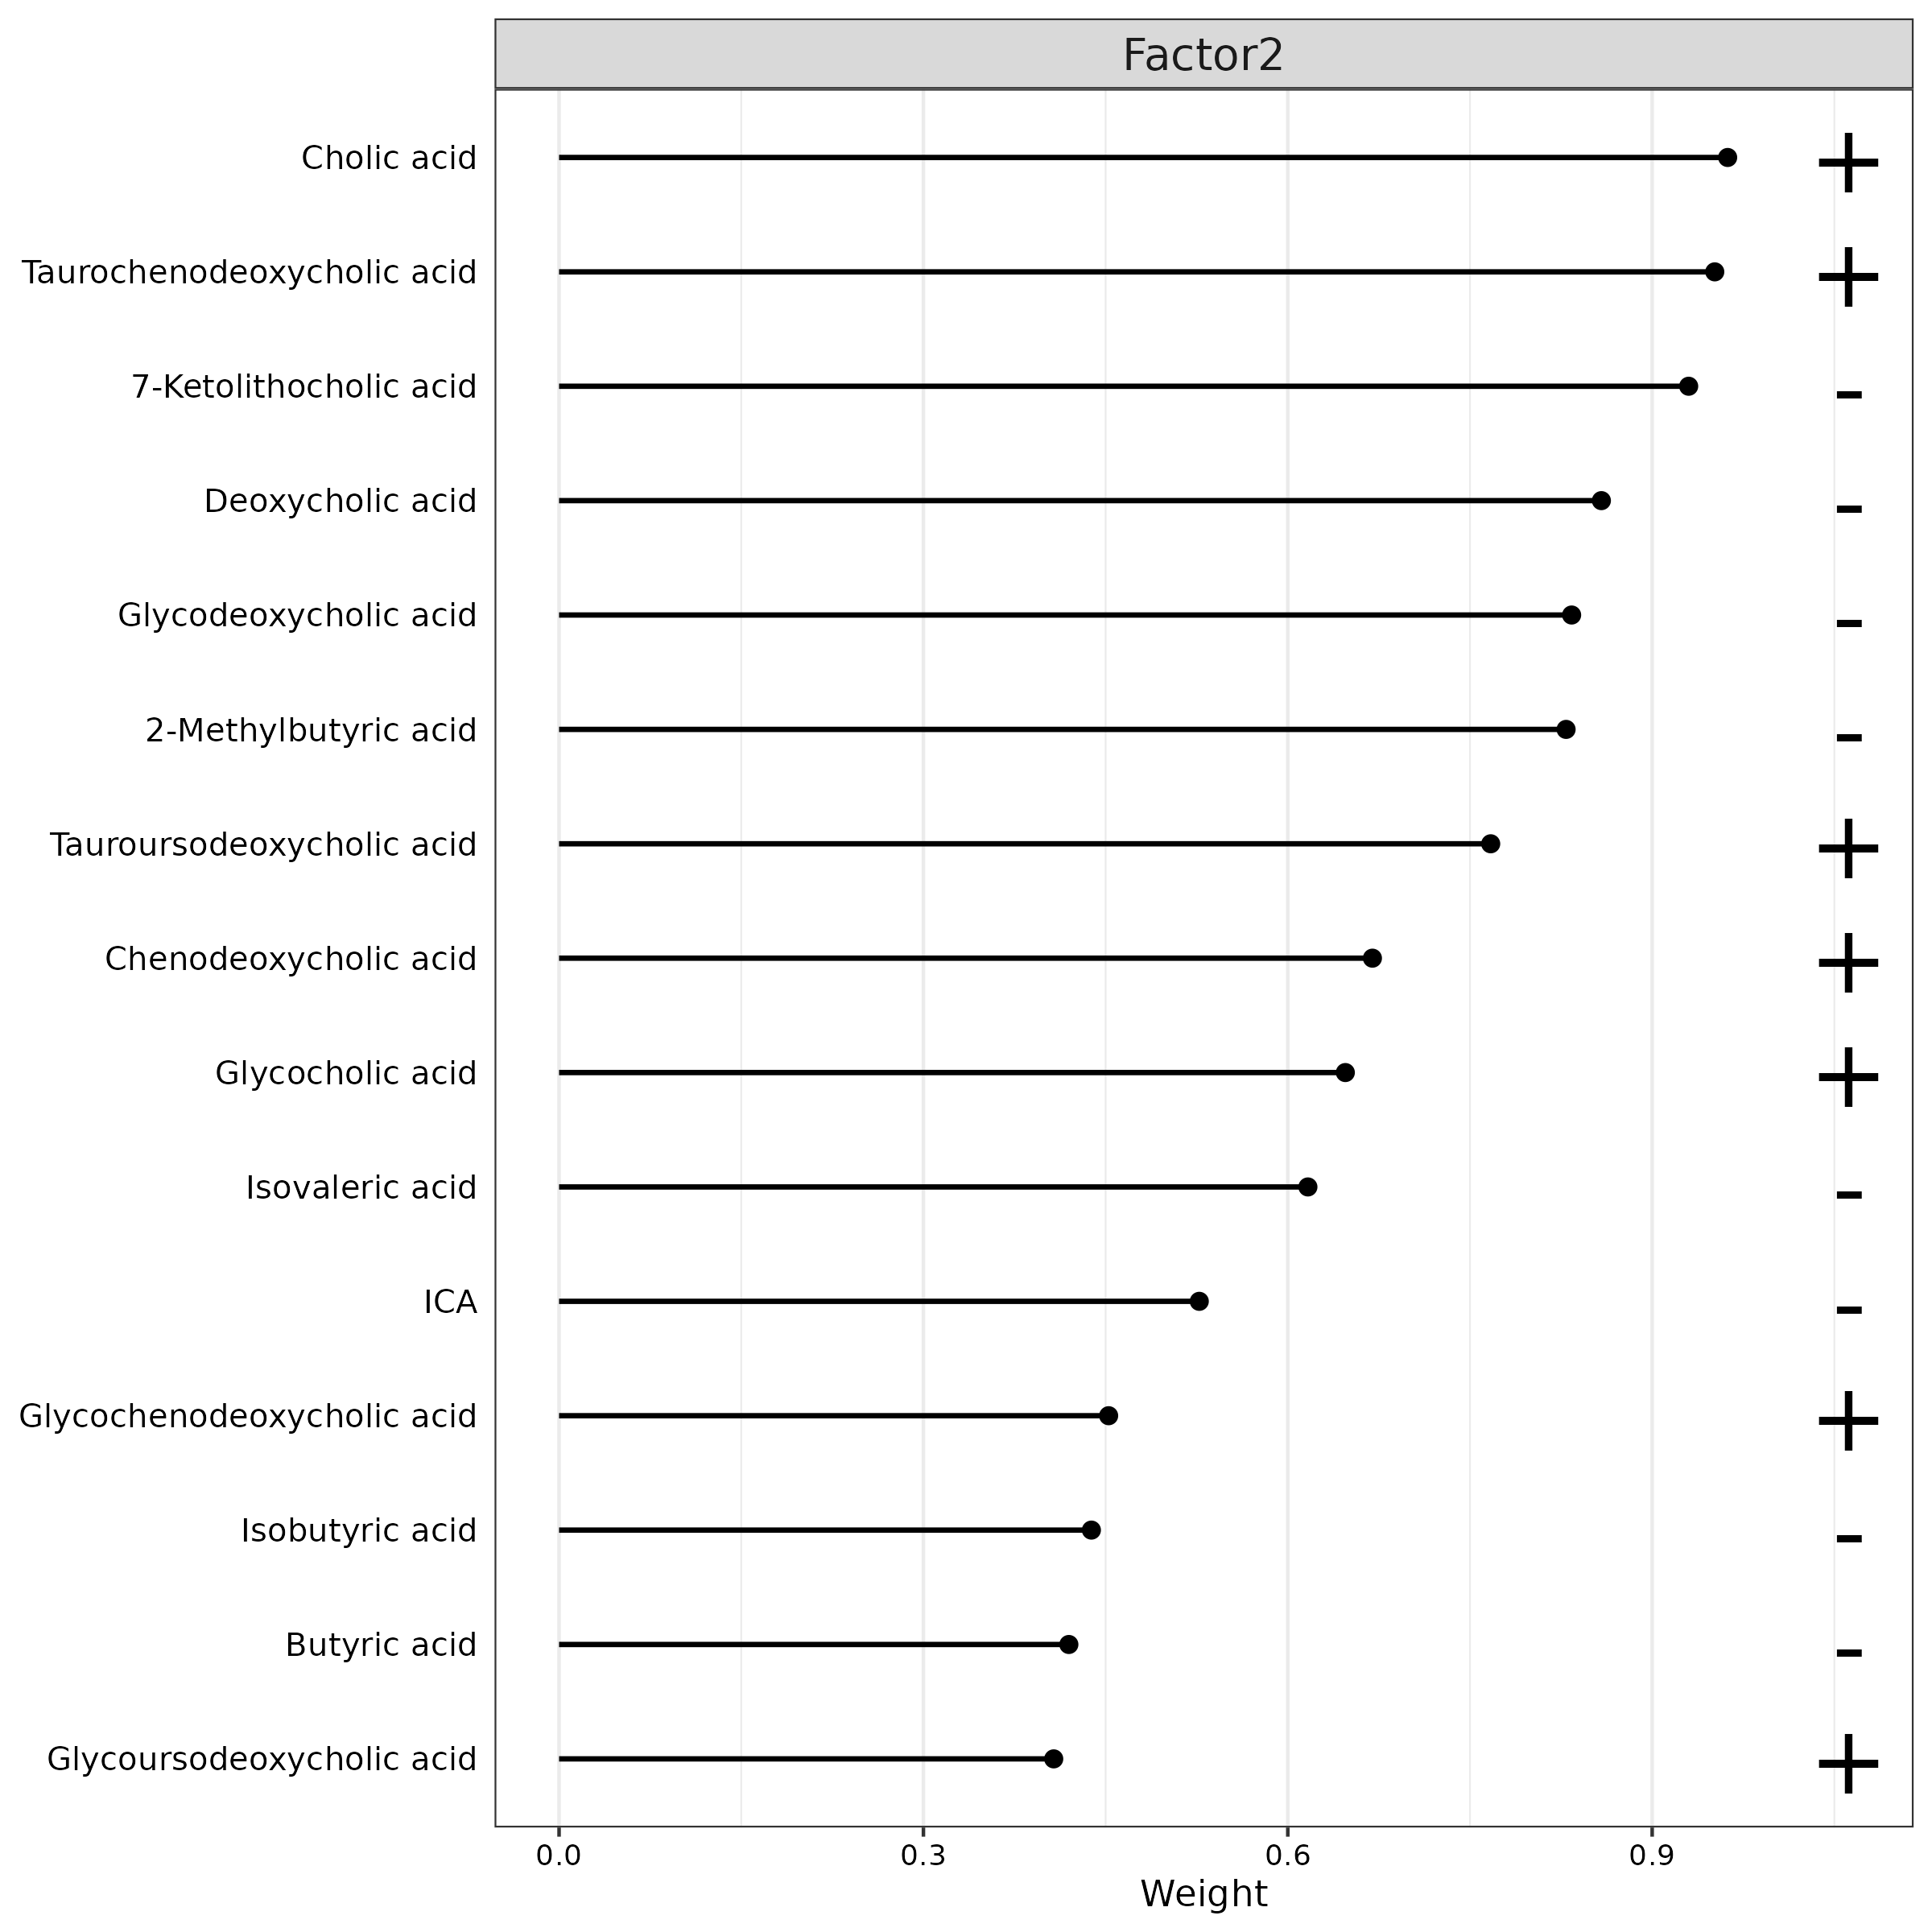 Factor2
Cholic acid +
Taurochenodeoxycholic acid +
7-Ketolithocholic acid -
Deoxycholic acid -
Glycodeoxycholic acid -
2-Methylbutyric acid -
Tauroursodeoxycholic acid +
Chenodeoxycholic acid +
Glycocholic acid +
Isovaleric acid -
ICA -
Glycochenodeoxycholic acid +
Isobutyric acid -
Butyric acid -
Glycoursodeoxycholic acid +
0.0 0.3 0.6 0.9
Weight